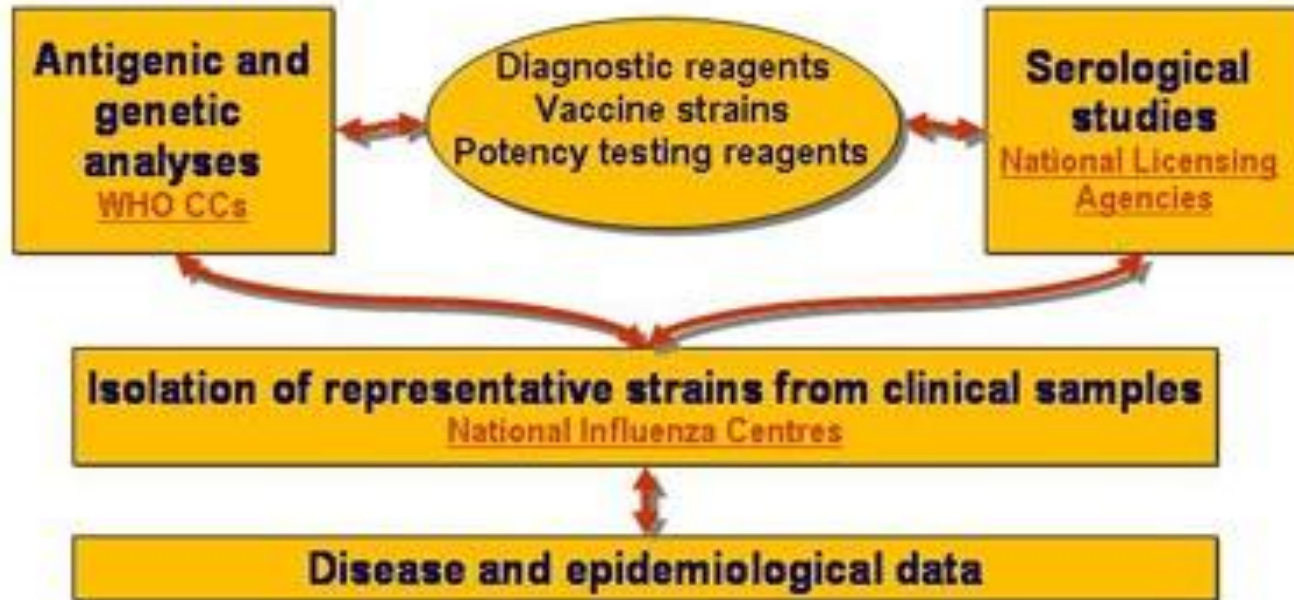 Antigenic and
genetic
analyses
WHO CCs
Diagnostic reagents
Vaccine strains
Potency testing reagents
Serological
studies
National Licensing
Agencies
Isolation of representative strains from clinical samples
National Influenza Centres
Disease and epidemiological data